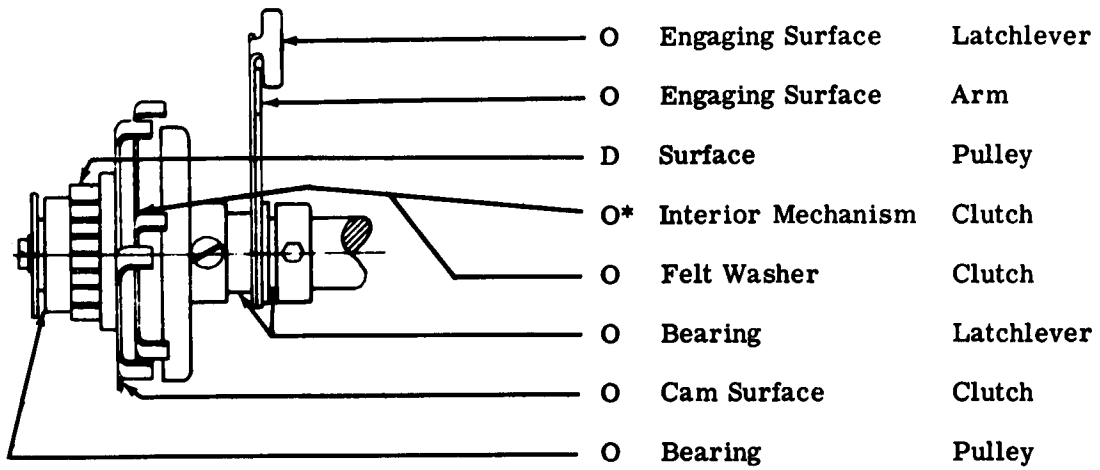 O Engaging Surface Latchlever
O Engaging Surface Arm
D Surface Pulley
O* Interior Mechanism Clutch
O Felt Washer Clutch
O Bearing Latchlever
O Cam Surface Clutch
O Bearing Pulley